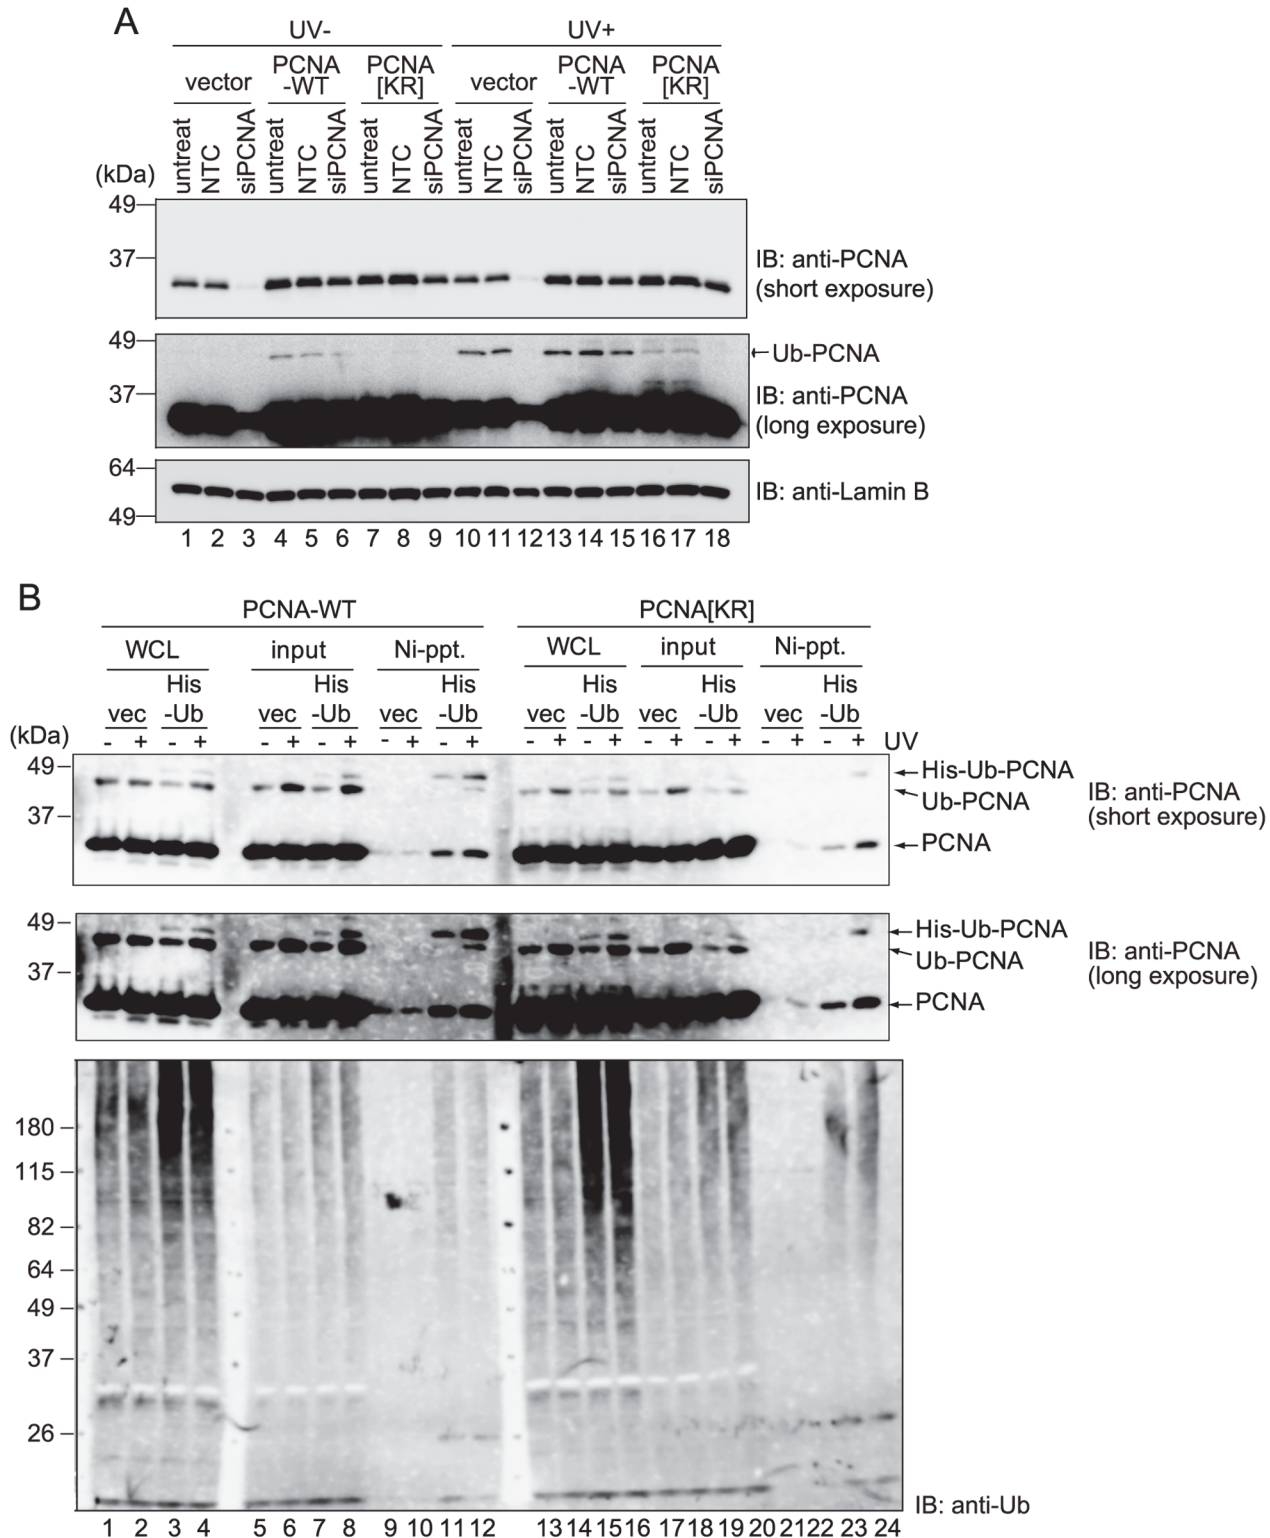 A
UV- UV+
vector PCNA -WT PCNA [KR] vector PCNA -WT PCNA [KR]
untreat NTC siPCNA untreat NTC siPCNA untreat NTC siPCNA untreat NTC siPCNA untreat NTC siPCNA untreat NTC siPCNA
(kDa)
49
37
IB: anti-PCNA
(short exposure)
49
Ub-PCNA
37
IB: anti-PCNA
(long exposure)
64
IB: anti-Lamin B
49
1 2 3 4 5 6 7 8 9 10 11 12 13 14 15 16 17 18
B
PCNA-WT PCNA[KR]
WCL input Ni-ppt. WCL input Ni-ppt.
His His His His His His
vec -Ub vec -Ub vec -Ub vec -Ub vec -Ub vec -Ub
(kDa) - + - + - + - + - + - + - + - + - + - + - + - + UV
49
His-Ub-PCNA
Ub-PCNA
IB: anti-PCNA
(short exposure)
37
PCNA
49
His-Ub-PCNA
Ub-PCNA
IB: anti-PCNA
(long exposure)
37
PCNA
180
115
82
64
49
37
26
IB: anti-Ub
1 2 3 4 5 6 7 8 9 10 11 12 13 14 15 16 17 18 19 20 21 22 23 24